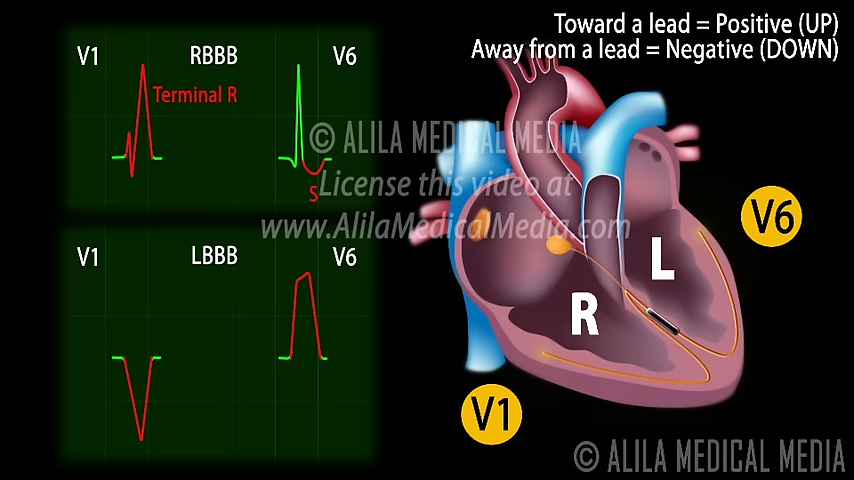 Toward a lead = Positive (UP)
Away from a lead = Negative (DOWN)
V1 RBBB V6
Terminal R
S
V1 LBBB V6
© ALILA MEDICAL MEDIA
License this video at
www.AlilaMedicalMedia.com
V6
L
R
V1
© ALILA MEDICAL MEDIA